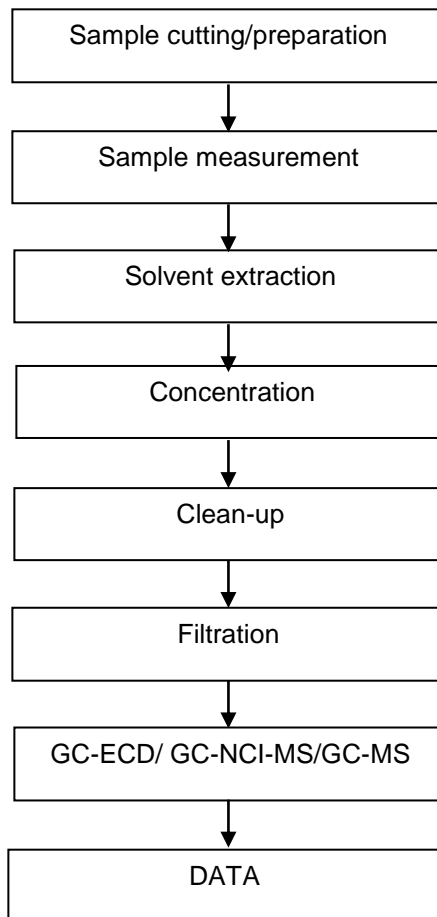 Sample cutting/preparation
Sample measurement
Solvent extraction
Concentration
Clean-up
Filtration
GC-ECD/ GC-NCI-MS/GC-MS
DATA